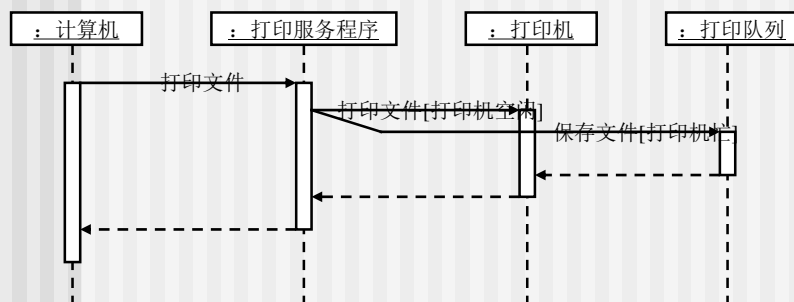 ：计算机
：打印服务程序
：打印机
：打印队列
打印文件
打印文件[打印机空闲]
保存文件[打印机忙]